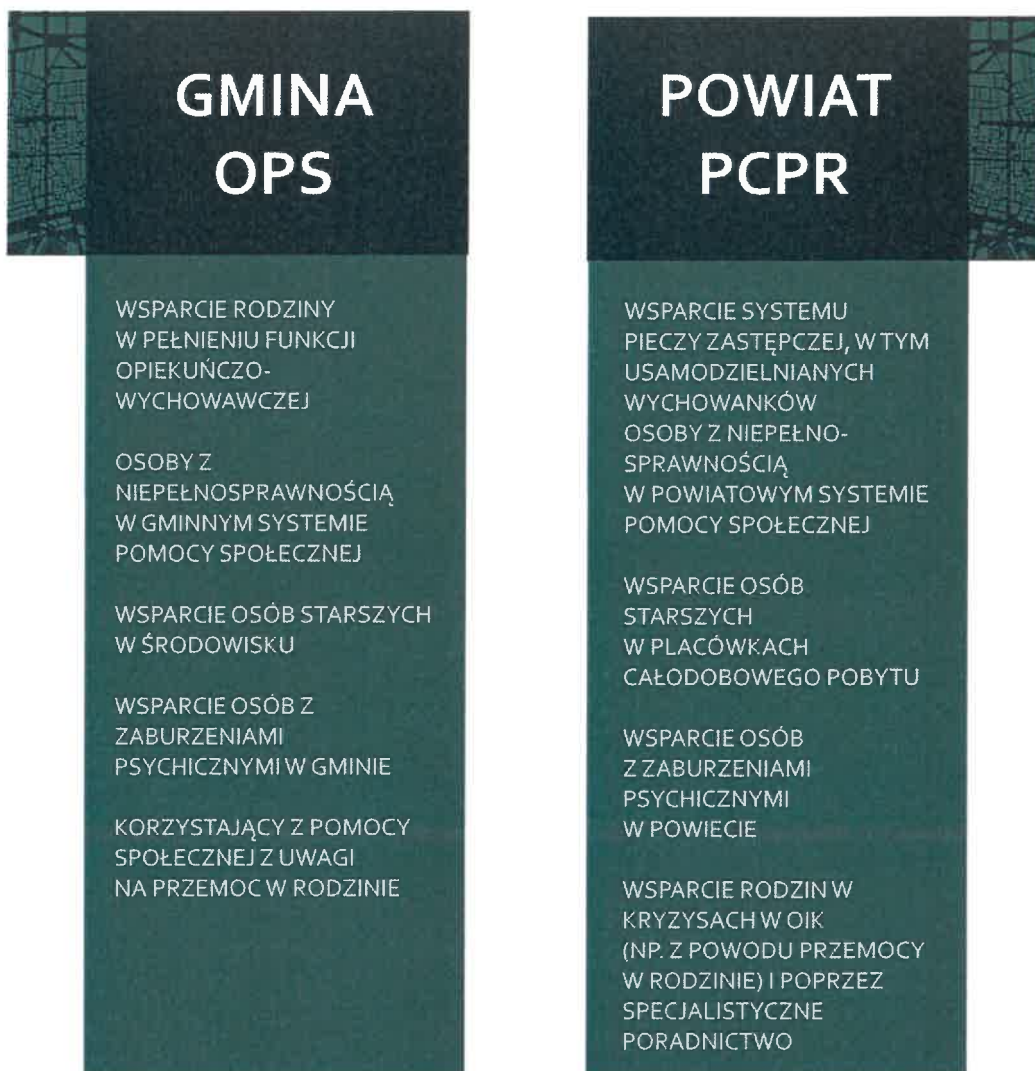 GMINA
OPS
WSPARCIE RODZINY
W PEŁNIENIU FUNKCJI
OPIEKUŃCZO-
WYCHOWAWCZEJ
OSOBY Z
NIEPEŁNOSPRAWNOŚCIĄ
W GMINNYM SYSTEMIE
POMOCY SPOŁECZNEJ
WSPARCIE OSÓB STARSZYCH
W ŚRODOWISKU
WSPARCIE OSÓB Z
ZABURZENIAMI
PSYCHICZNYMI W GMINIE
KORZYSTAJĄCY Z POMOCY
SPOŁECZNEJ Z UWAGI
NA PRZEMOC W RODZINIE
POWIAT
PCPR
WSPARCIE SYSTEMU
PIECZY ZASTĘPCZEJ, W TYM
USAMODZIELNIANYCH
WYCHOWANKÓW
OSOBY Z NIEPEŁNO-
SPRAWNOŚCIĄ
W POWIATOWYM SYSTEMIE
POMOCY SPOŁECZNEJ
WSPARCIE OSÓB
STARSZYCH
W PLACÓWKACH
CAŁODOBOWEGO POBYTU
WSPARCIE OSÓB
Z ZABURZENIAMI
PSYCHICZNYMI
W POWIECIE
WSPARCIE RODZIN W
KRYZYSACH W OIK
(NP. Z POWODU PRZEMOCY
W RODZINIE) I POPRZEZ
SPECJALISTYCZNE
PORADNICTWO